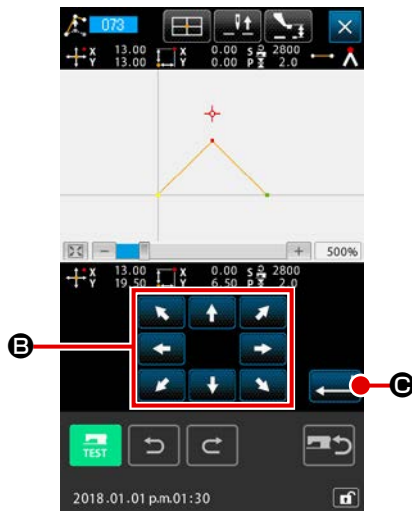 073
X 13.00 X 0.00 S 2800
Y 13.00 Y 0.00 P 2.0
500%
X 13.00 X 0.00 S 2800
Y 19.50 Y 6.50 P 2.0
B
C
TEST
2018.01.01 p.m.01:30